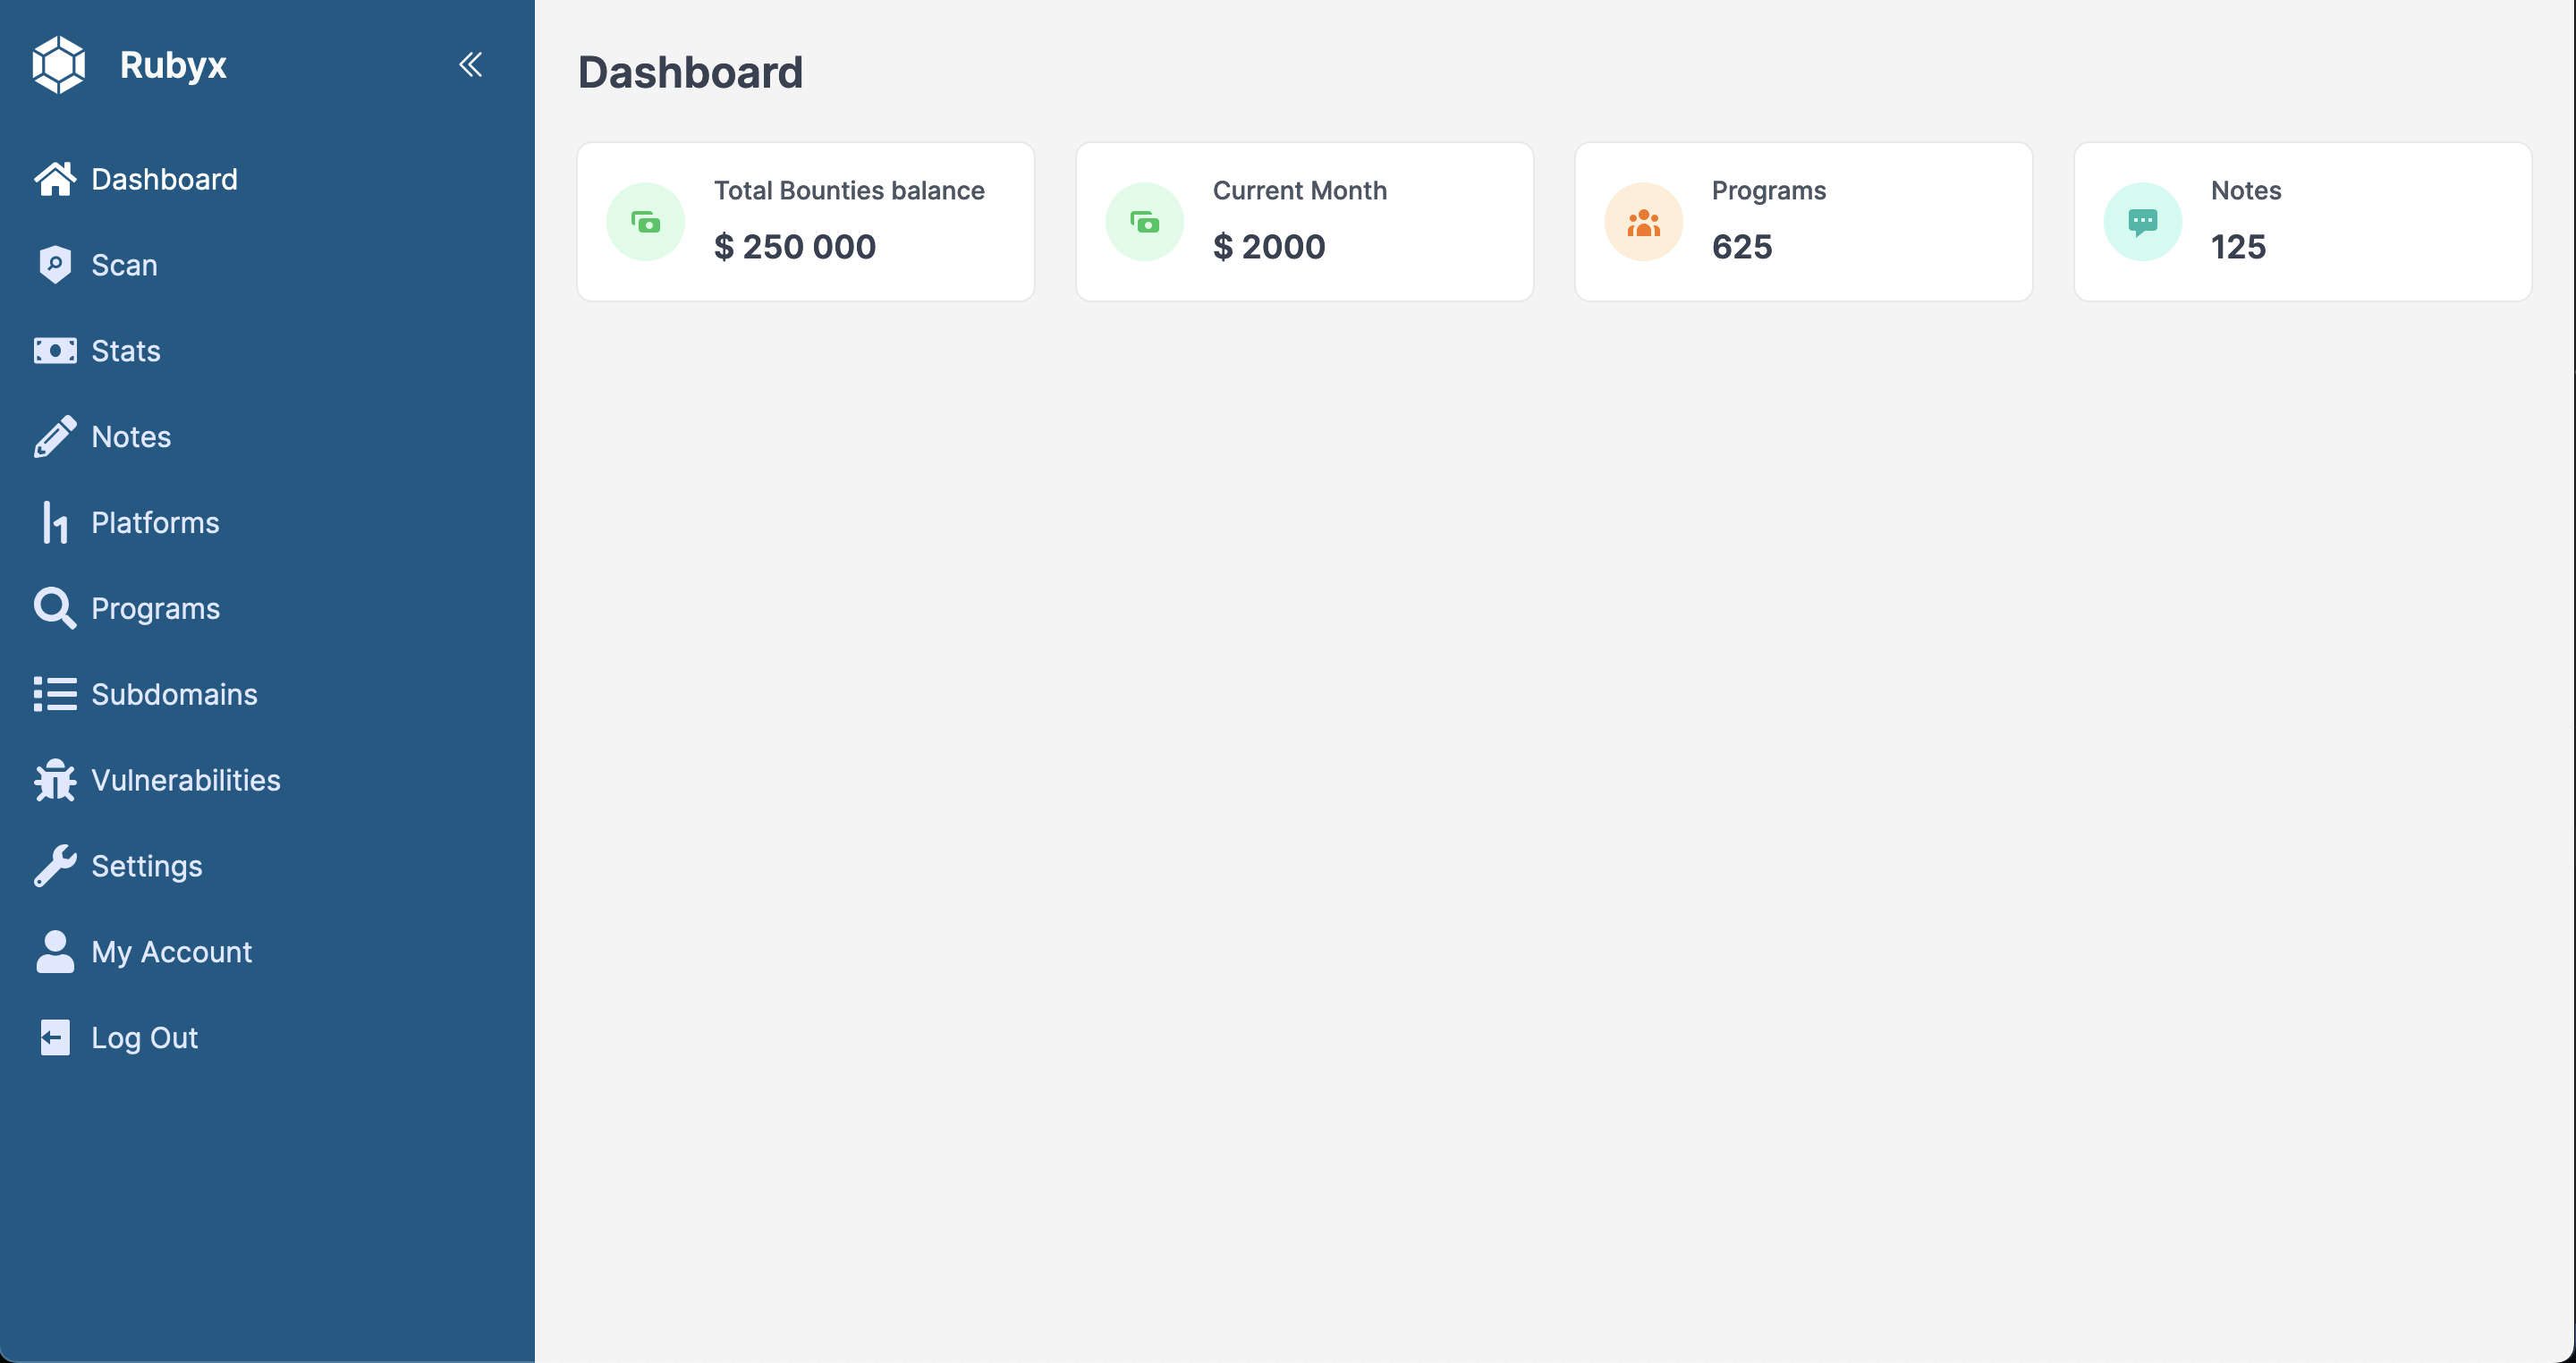 Rubyx
Dashboard
Scan
Stats
Notes
Platforms
Programs
Subdomains
Vulnerabilities
Settings
My Account
Log Out
Dashboard
Total Bounties balance
$ 250 000
Current Month
$ 2000
Programs
625
Notes
125